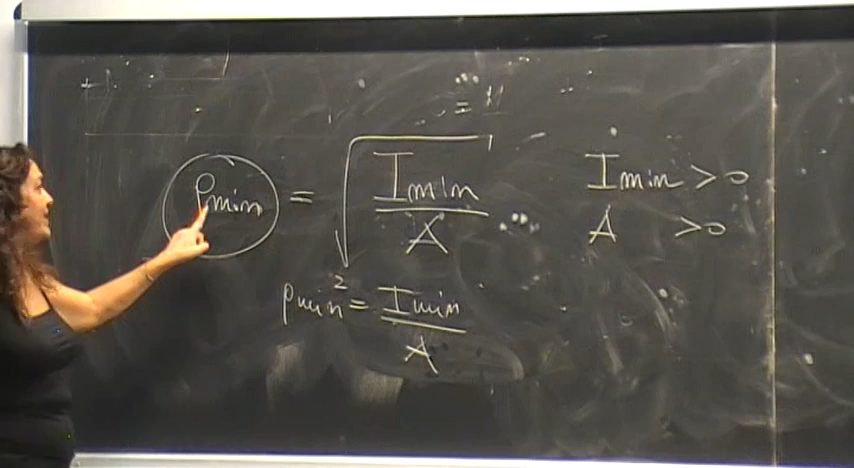 ρmin = √(Imin / A)
Imin > 0
A > 0
ρmin² = Imin / A